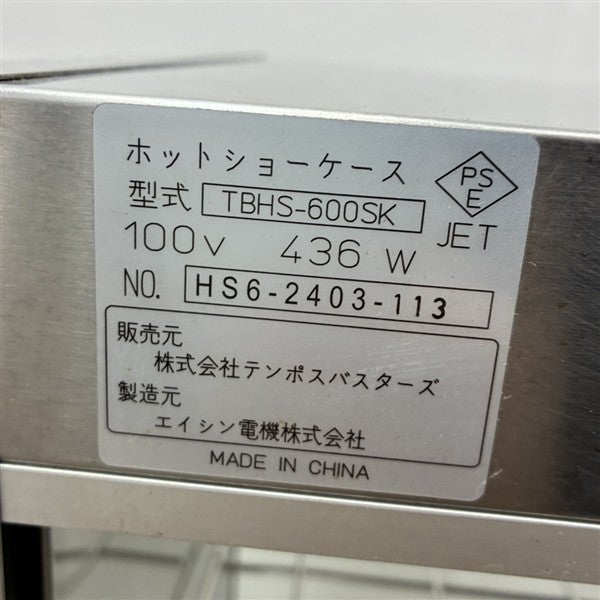 ホットショーケース
PS
E
型式 TBHS-600SK
JET
100V 436 W
NO. HS6-2403-113
販売元
株式会社テンポスバスターズ
製造元
エイシン電機株式会社
MADE IN CHINA